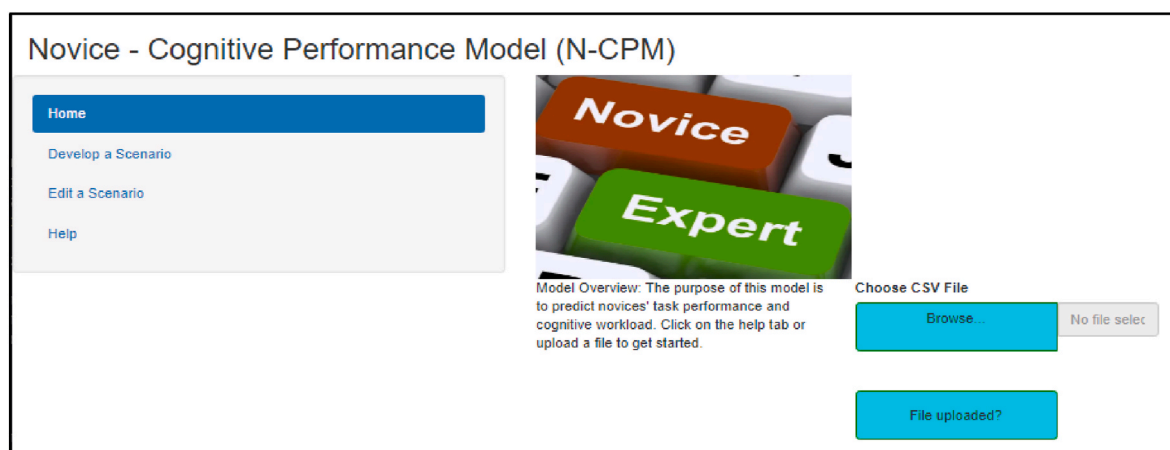 Novice - Cognitive Performance Model (N-CPM)
Home
Develop a Scenario
Edit a Scenario
Help
Novice
Expert
Model Overview: The purpose of this model is
to predict novices' task performance and
cognitive workload. Click on the help tab or
upload a file to get started.
Choose CSV File
Browse...
No file selec
File uploaded?